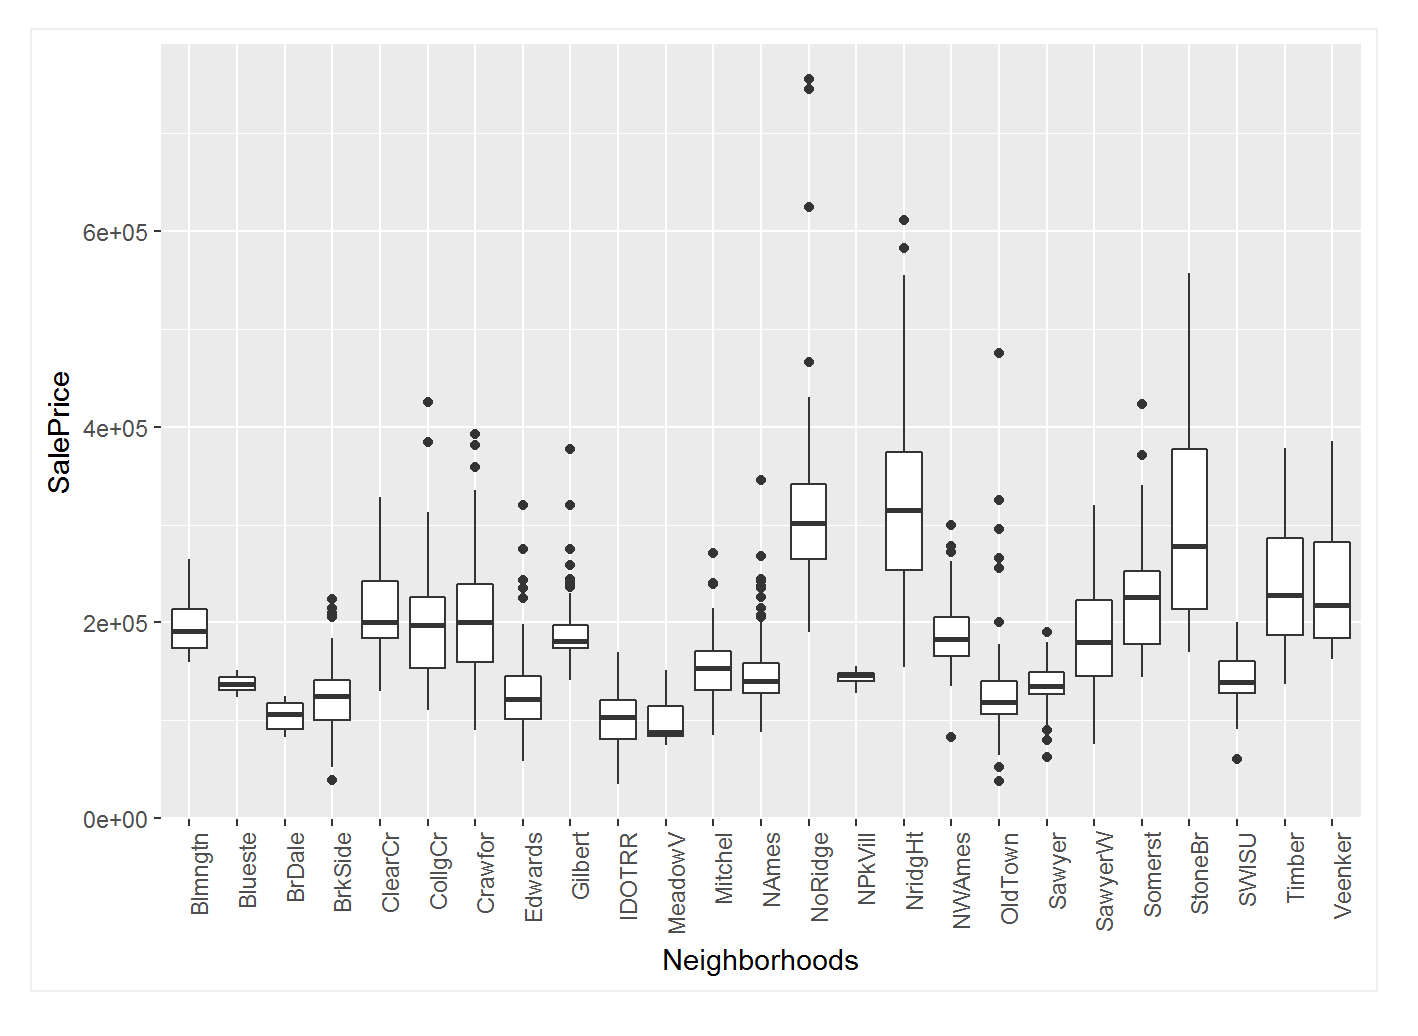 SalePrice
6e+05
4e+05
2e+05
0e+00
Blmngtn
Blueste
BrDale
BrkSide
ClearCr
CollgCr
Crawfor
Edwards
Gilbert
IDOTRR
MeadowV
Mitchel
NAmes
NoRidge
NPkVill
NridgHt
NWAmes
OldTown
Sawyer
SawyerW
Somerst
StoneBr
SWISU
Timber
Veenker
Neighborhoods